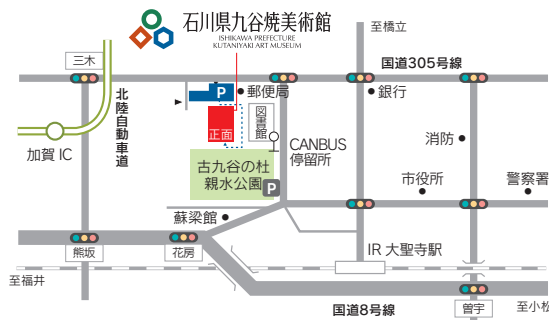 石川県九谷焼美術館
ISHIKAWA PREFECTURE
KUTANIYAKI ART MUSEUM
至橋立
国道305号線
三木
P
郵便局
銀行
北陸自動車道
正面
図書館
CANBUS
停留所
消防
加賀 IC
古九谷の杜
親水公園
P
市役所
警察署
蘇梁館
熊坂
花房
IR 大聖寺駅
至福井
至小松
国道8号線
曽宇